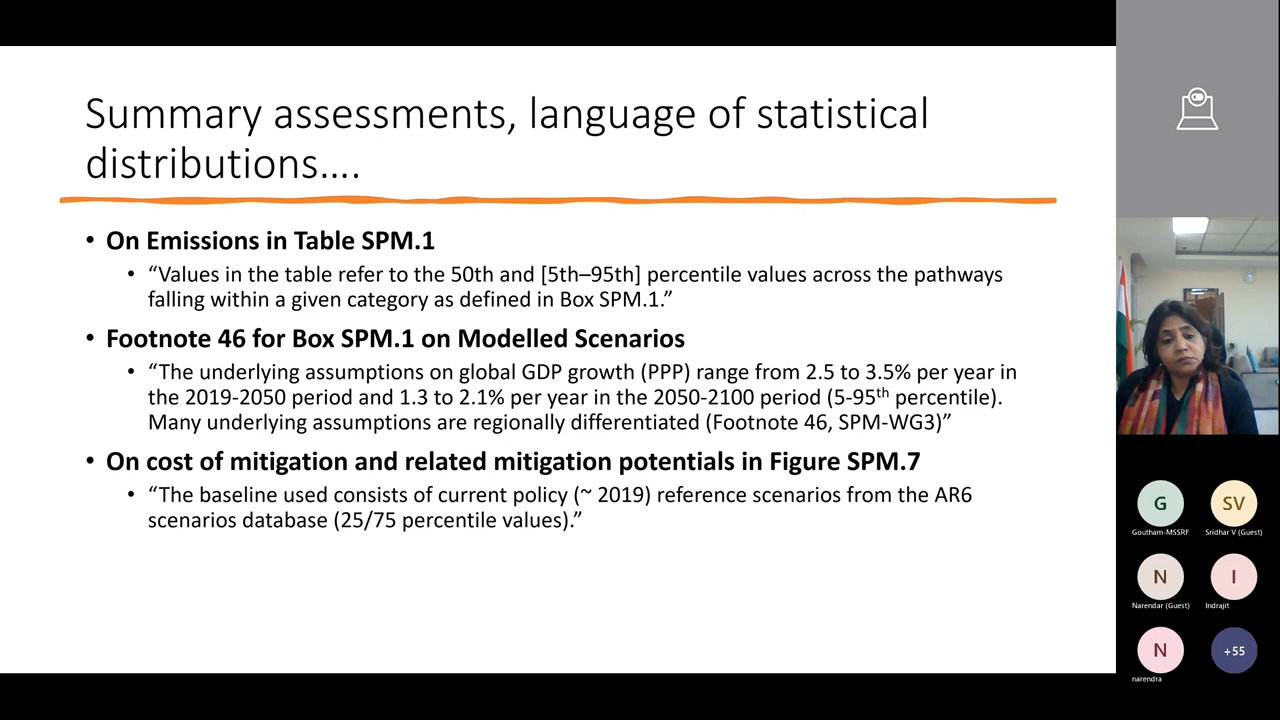 Summary assessments, language of statistical
distributions....
• On Emissions in Table SPM.1
• “Values in the table refer to the 50th and [5th–95th] percentile values across the pathways
falling within a given category as defined in Box SPM.1.”
• Footnote 46 for Box SPM.1 on Modelled Scenarios
• “The underlying assumptions on global GDP growth (PPP) range from 2.5 to 3.5% per year in
the 2019-2050 period and 1.3 to 2.1% per year in the 2050-2100 period (5-95th percentile).
Many underlying assumptions are regionally differentiated (Footnote 46, SPM-WG3)”
• On cost of mitigation and related mitigation potentials in Figure SPM.7
• “The baseline used consists of current policy (~ 2019) reference scenarios from the AR6
scenarios database (25/75 percentile values).”
G SV
Goutham-MSSRF Sridhar V (Guest)
N I
Narendar (Guest) Indrajit
N +55
narendra